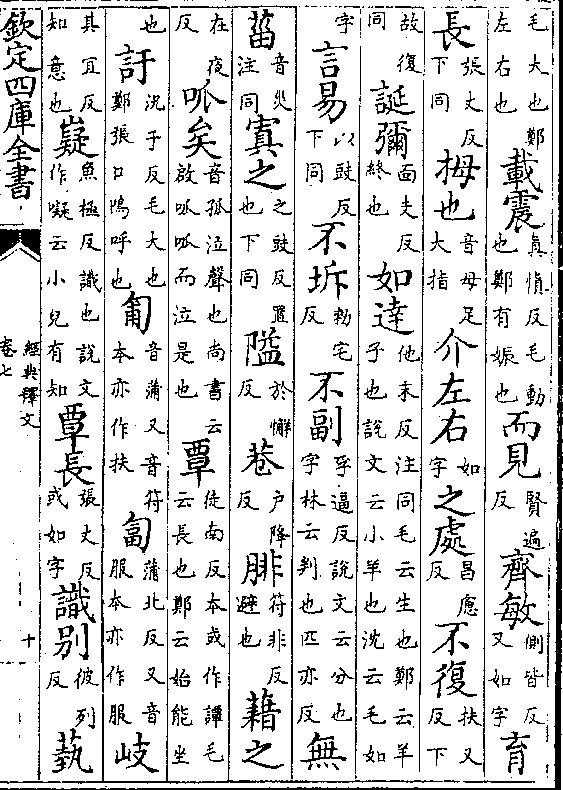 毛大也鄭左右也載震真慎反毛動也鄭有娠也而見賢遍反齊敏側皆反又如字育
長張丈反下同拇也音母足大指介左右如字之處昌慮反不復扶又反下
故復同誕彌面支反終也如達他末反注同毛云生也鄭云羊子也說文云小羊也沈云毛如
字言易以豉反下同不坼勑宅反不副孚逼反說文云分也字林云判也匹亦反無
菑音災注同寘之之豉反置也下同隘於懈反巷户降反腓符非反避也藉之
在夜反呱矣音孤泣聲也尚書云啟呱呱而泣是也覃徒南反本或作譚毛云長也鄭云始能坐
也訏沈于反毛大也鄭張口嗚呼也匍音蒲又音符本亦作扶匐蒲北反又音服本亦作服岐
其宜反知意也嶷魚極反識也說文作㘈云小兒有知覃長張丈反或如字識別彼列反蓺
欽定四庫全書
經典釋文
卷七
十